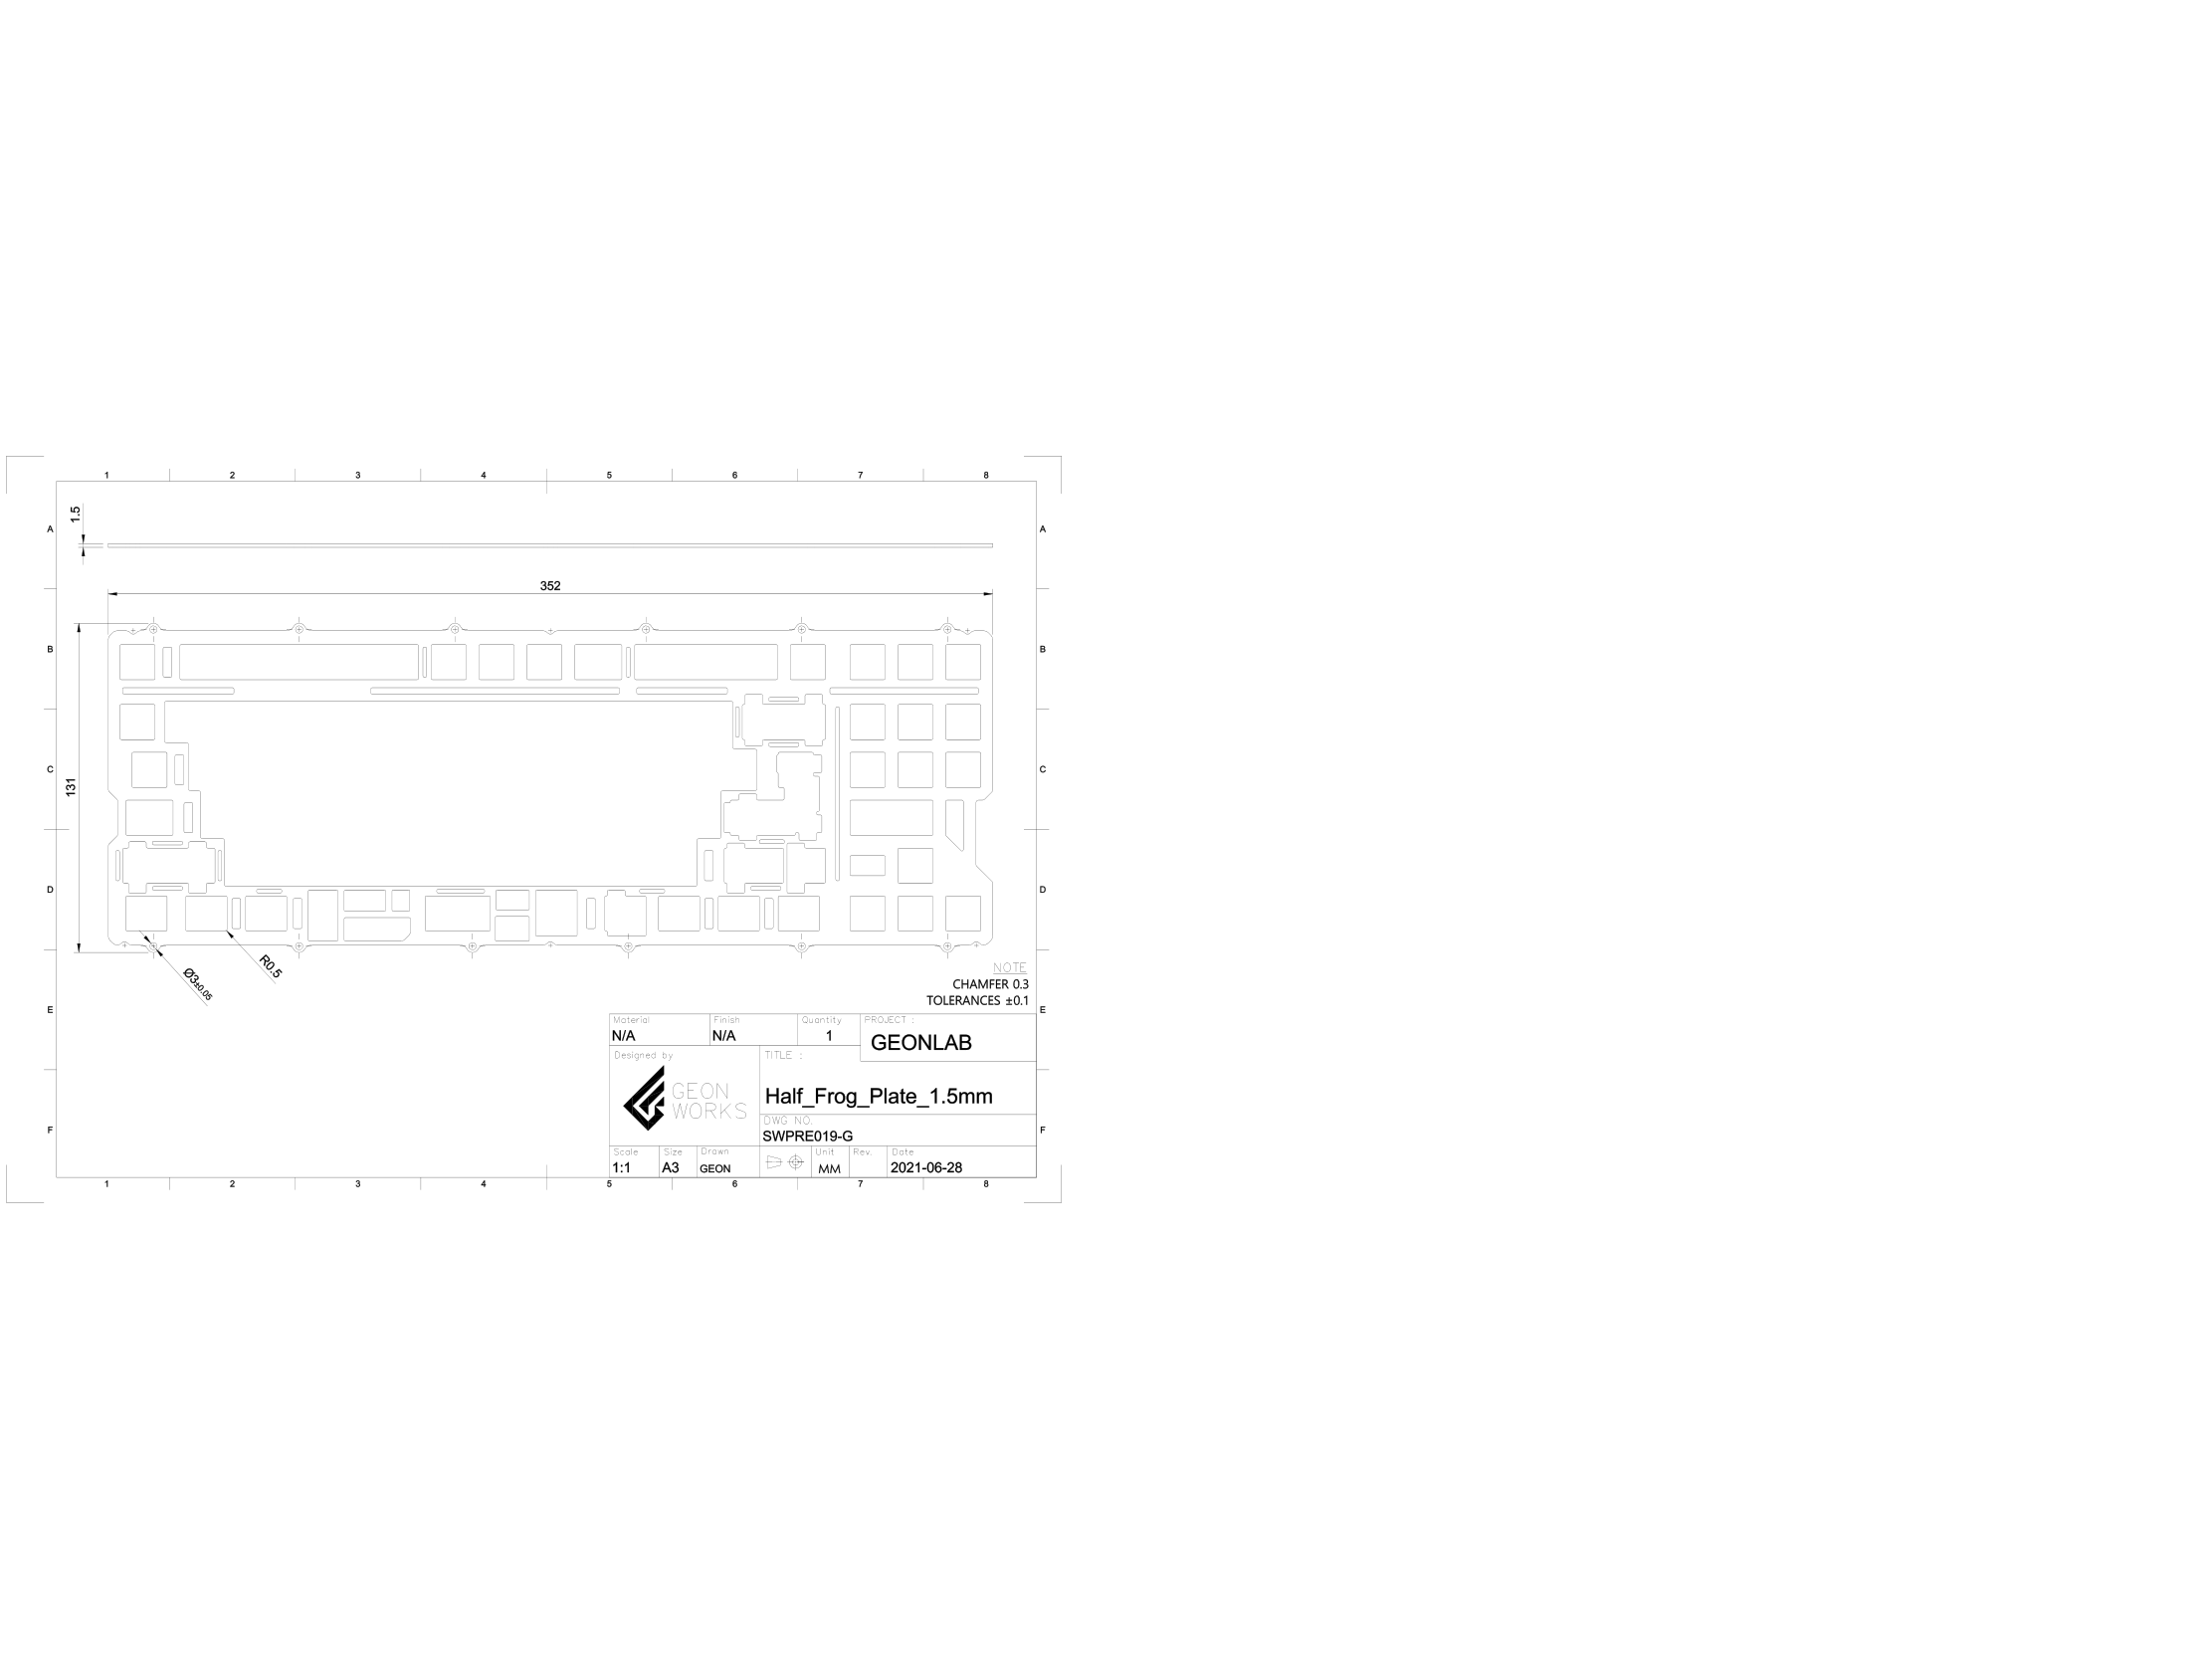 1 2 3 4 5 6 7 8
A A
1.5
352
B B
131
C C
D D
Ø3±0.05
R0.5
NOTE
CHAMFER 0.3
TOLERANCES ±0.1
E E
Material Finish Quantity PROJECT :
N/A N/A 1 GEONLAB
Designed by TITLE :
GEON
WORKS
Half_Frog_Plate_1.5mm
DWG NO.
SWPRE019-G
F F
Scale Size Drawn Unit Rev. Date
1:1 A3 GEON MM 2021-06-28
1 2 3 4 5 6 7 8